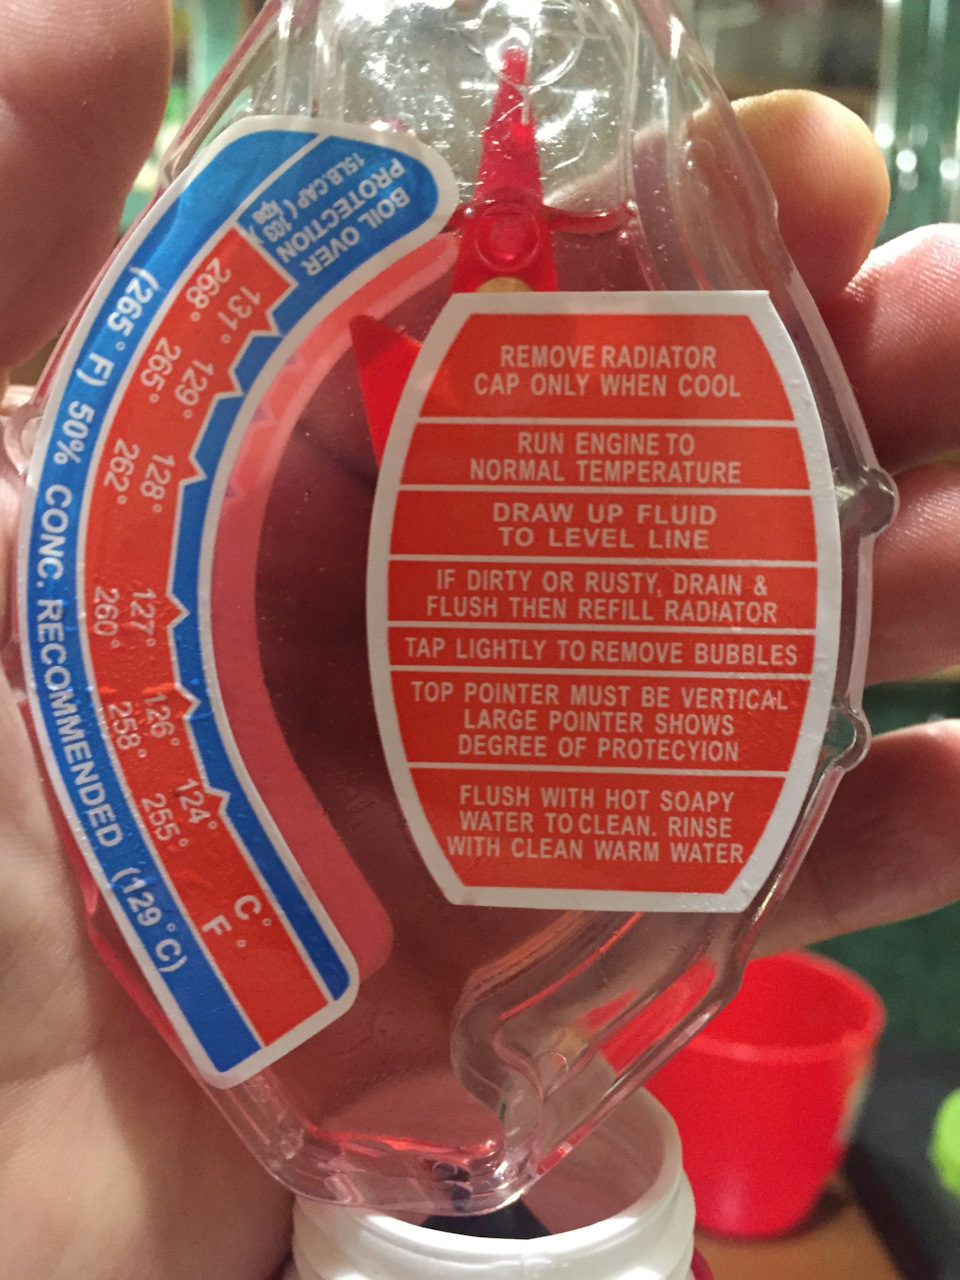 BOIL OVER
PROTECTION
15LB.CAP ( 103 kpa )
268° 131°
265° 129°
262° 128°
260° 127°
258° 126°
255° 124°
F° C°
(265° F) 50% CONC. RECOMMENDED (129°C)
REMOVE RADIATOR
CAP ONLY WHEN COOL
RUN ENGINE TO
NORMAL TEMPERATURE
DRAW UP FLUID
TO LEVEL LINE
IF DIRTY OR RUSTY, DRAIN &
FLUSH THEN REFILL RADIATOR
TAP LIGHTLY TO REMOVE BUBBLES
TOP POINTER MUST BE VERTICAL
LARGE POINTER SHOWS
DEGREE OF PROTECYION
FLUSH WITH HOT SOAPY
WATER TO CLEAN. RINSE
WITH CLEAN WARM WATER